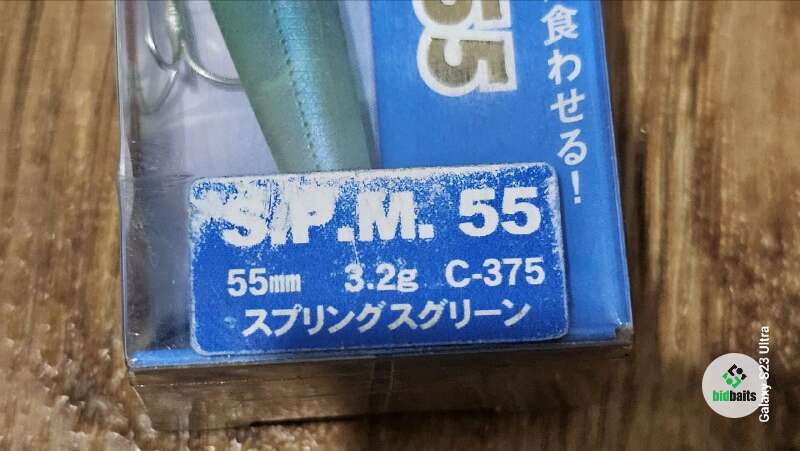 55
食わせる!
S.P.M. 55
55mm 3.2g C-375
スプリングスグリーン
bidbaits
Galaxy S23 Ultra